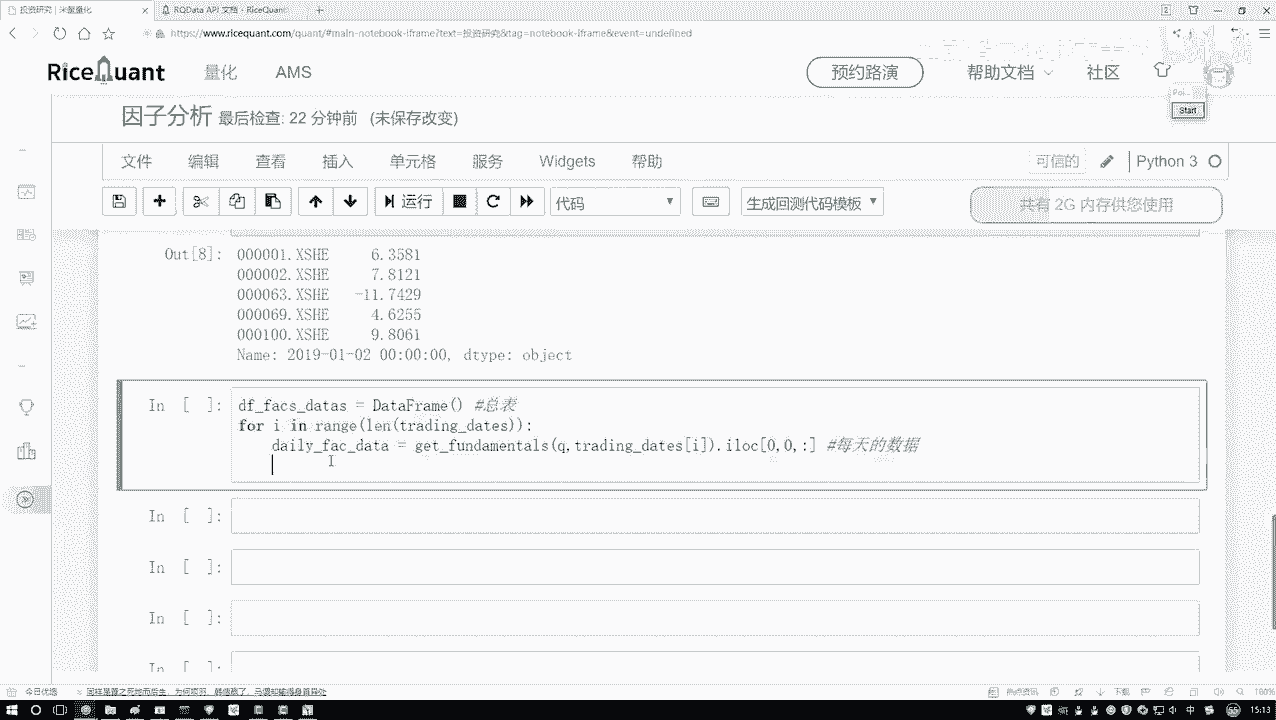 投资研究 | 米筐量化
RQData API 文档 - RiceQuant
https://www.ricequant.com/quant/#main-notebook-iframe?text=投资研究&tag=notebook-iframe&event=undefined
RiceQuant 量化 AMS 预约路演 帮助文档 社区
Start
因子分析 最后检查: 22 分钟前 (未保存改变)
文件 编辑 查看 插入 单元格 服务 Widgets 帮助 可信的 Python 3
运行 代码 生成回测代码模板 共有 2G 内存供您使用
Out[8]: 000001.XSHE 6.3581
000002.XSHE 7.8121
000063.XSHE -11.7429
000069.XSHE 4.6255
000100.XSHE 9.8061
Name: 2019-01-02 00:00:00, dtype: object
In [ ]: df_facs_datas = DataFrame() #总表
for i in range(len(trading_dates)):
daily_fac_data = get_fundamentals(q,trading_dates[i]).iloc[0,0,:] #每天的数据
In [ ]:
In [ ]:
In [ ]:
In [ ]:
今日优选
热点资讯 下载 160%
中 15:13